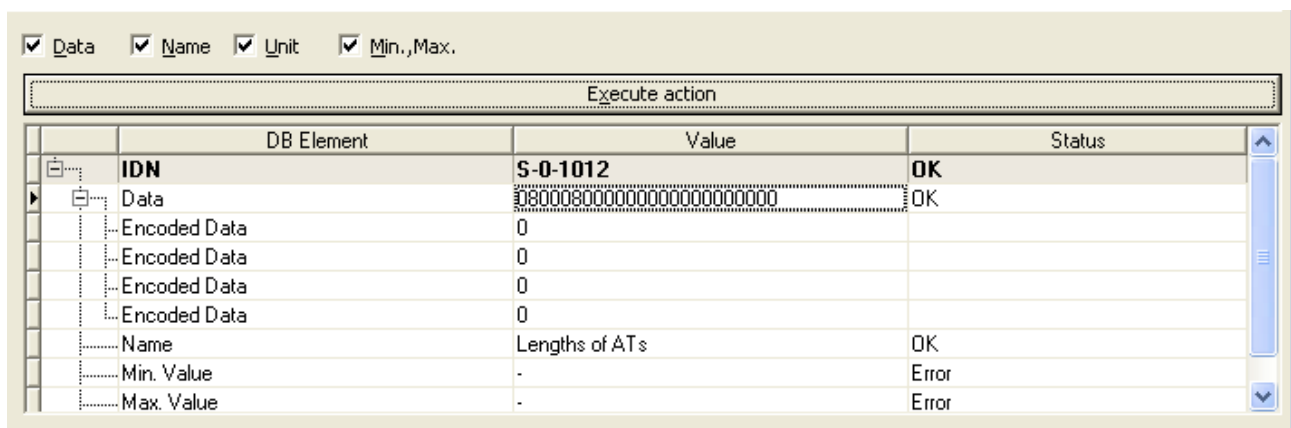 Data Name Unit Min.,Max.
Execute action
DB Element Value Status
IDN S-0-1012 OK
Data 080008000000000000000000 OK
Encoded Data 0
Encoded Data 0
Encoded Data 0
Encoded Data 0
Name Lengths of ATs OK
Min. Value - Error
Max. Value - Error